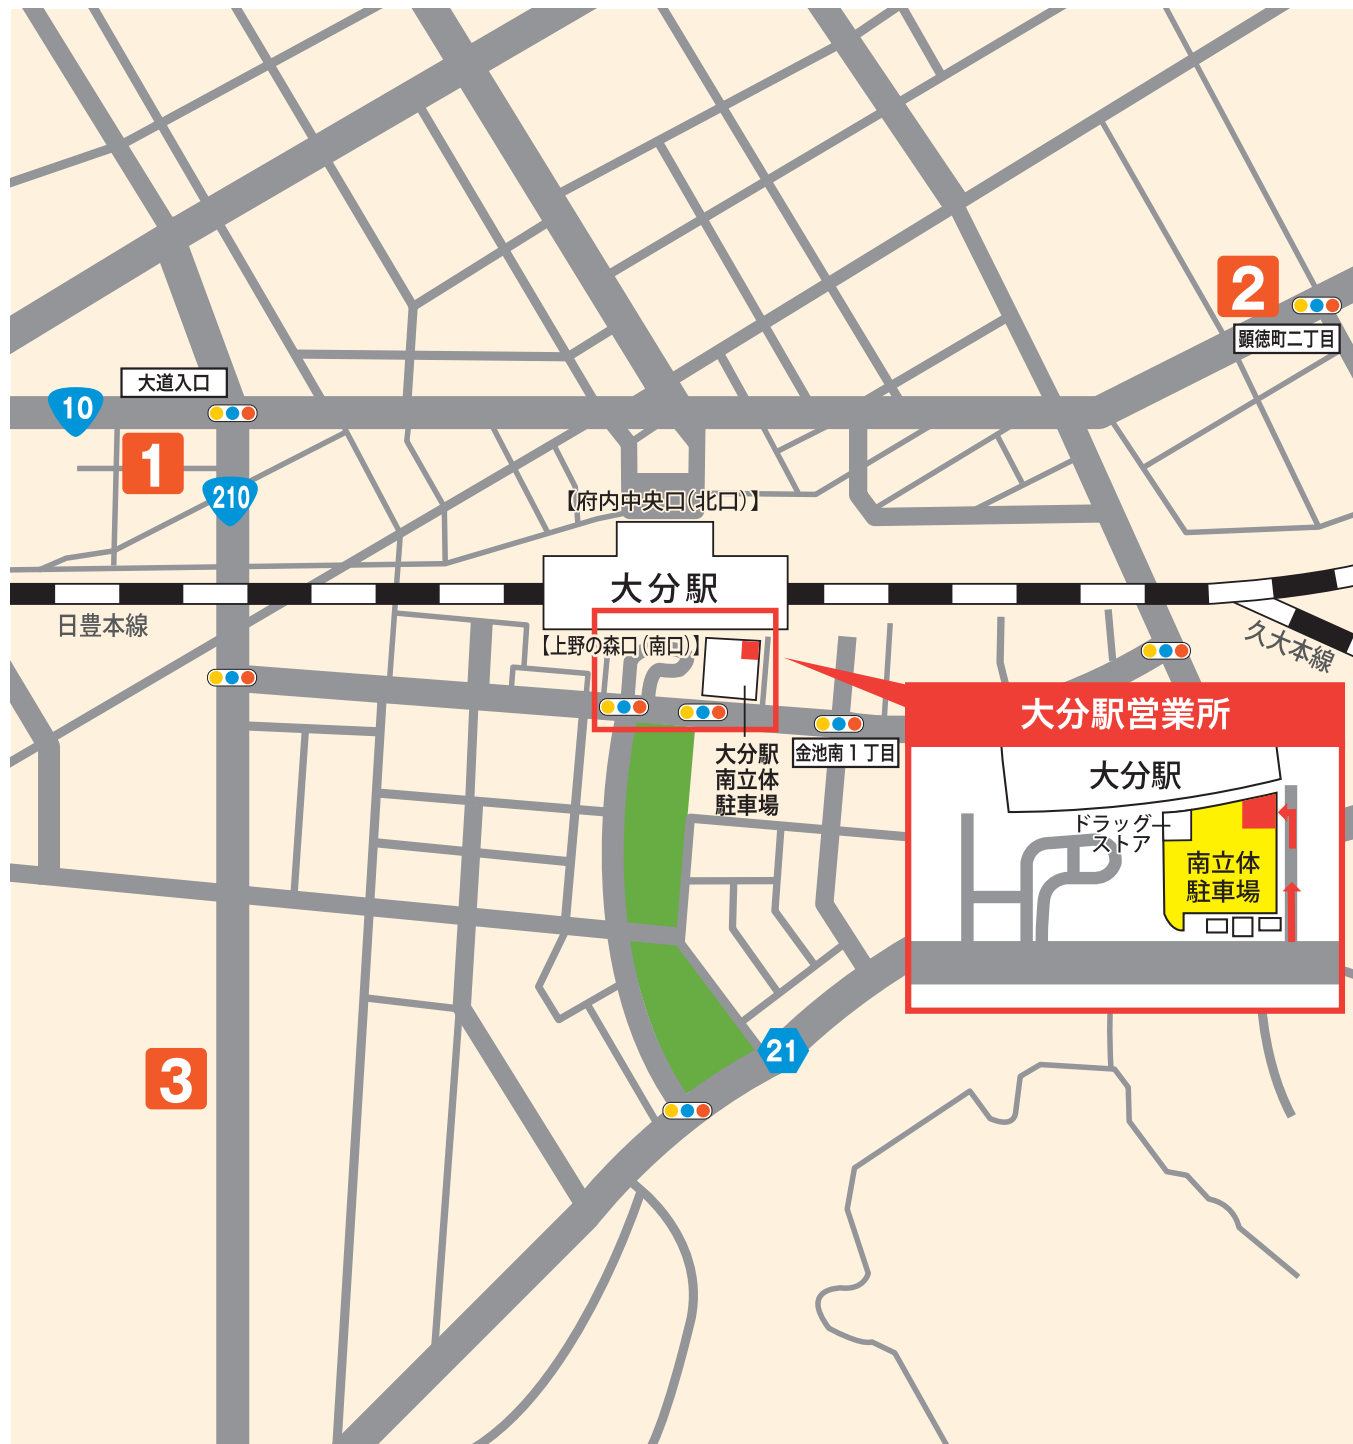 2
顕徳町二丁目
大道入口
10
1
210
【府内中央口(北口)】
大分駅
日豊本線
久大本線
【上野の森口(南口)】
大分駅
南立体
駐車場
金池南1丁目
大分駅営業所
大分駅
ドラッグ
ストア
南立体
駐車場
21
3